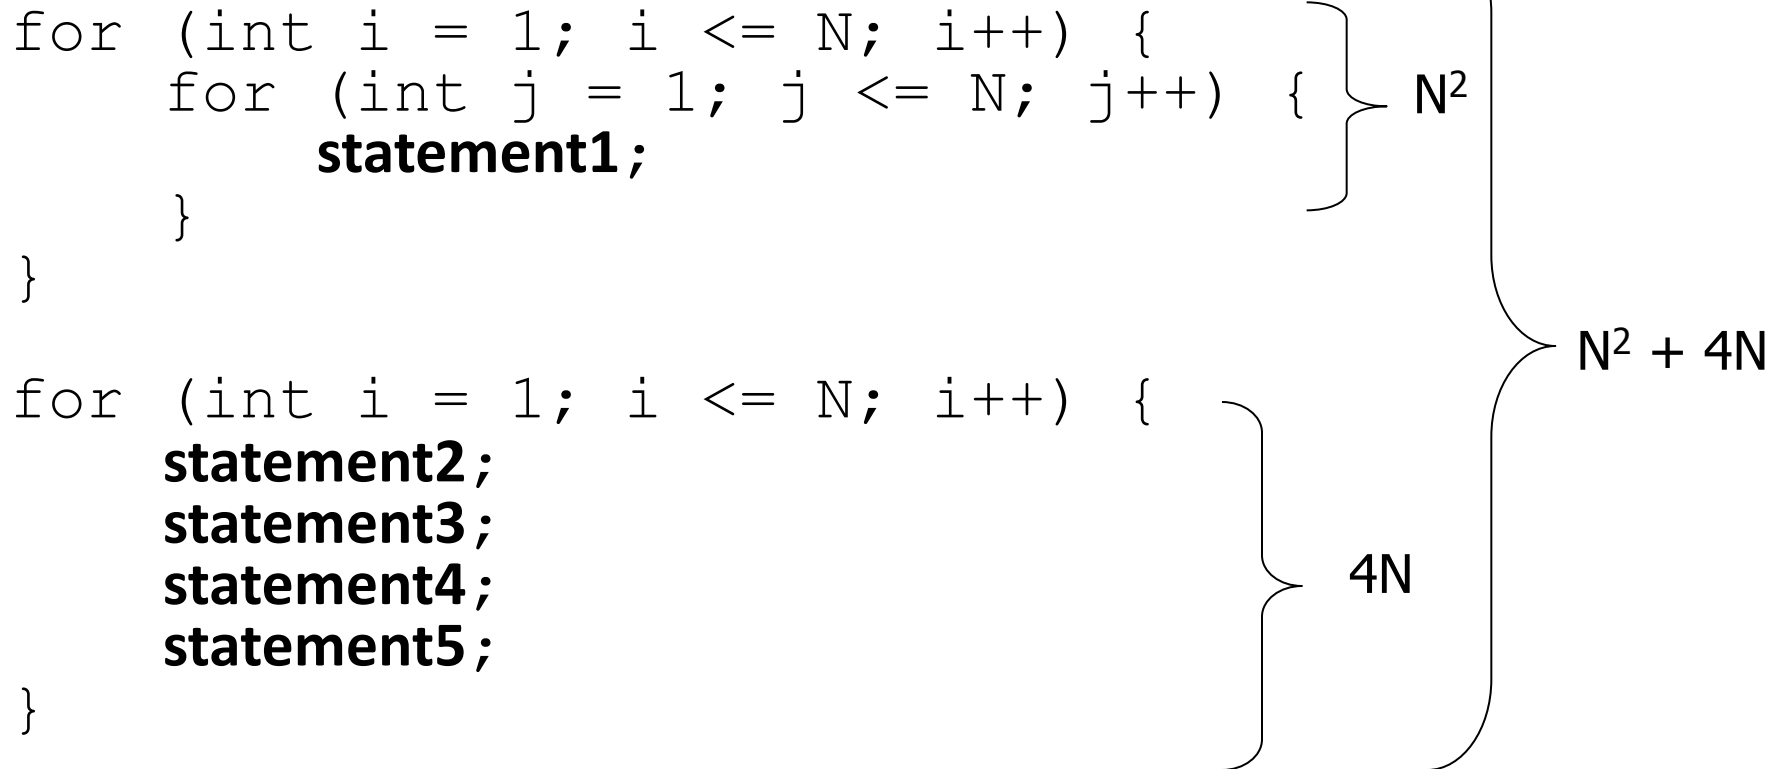 for (int i = 1; i <= N; i++) {
for (int j = 1; j <= N; j++) { N²
statement1;
}
}
N² + 4N
for (int i = 1; i <= N; i++) {
statement2;
statement3;
statement4; 4N
statement5;
}